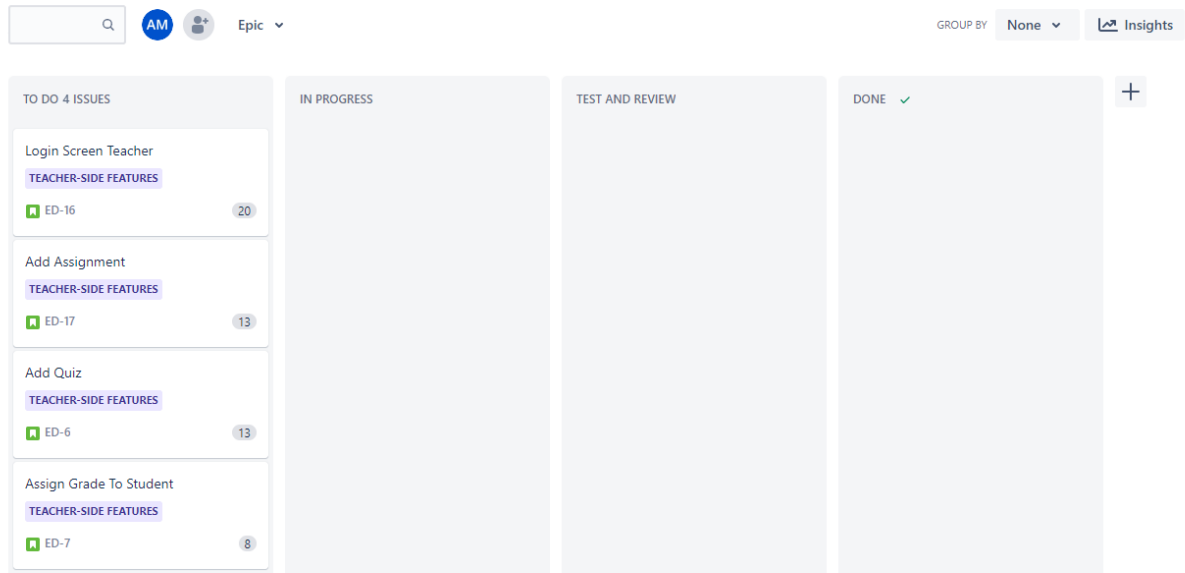 AM
Epic
GROUP BY
None
Insights
TO DO 4 ISSUES
IN PROGRESS
TEST AND REVIEW
DONE
Login Screen Teacher
TEACHER-SIDE FEATURES
ED-16
20
Add Assignment
TEACHER-SIDE FEATURES
ED-17
13
Add Quiz
TEACHER-SIDE FEATURES
ED-6
13
Assign Grade To Student
TEACHER-SIDE FEATURES
ED-7
8